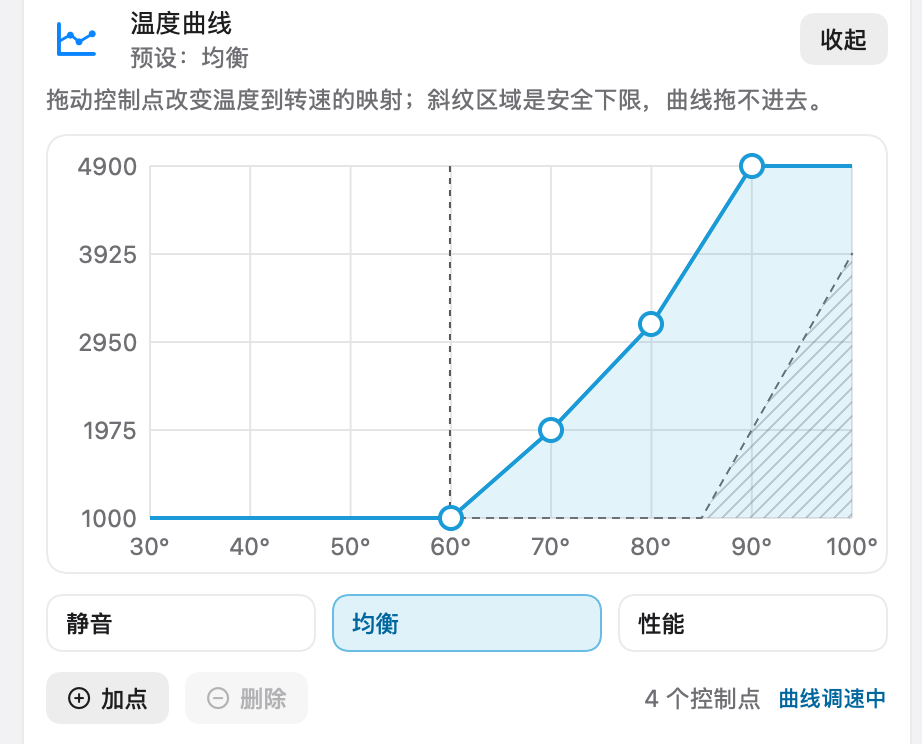 温度曲线
预设：均衡
收起
拖动控制点改变温度到转速的映射；斜纹区域是安全下限，曲线拖不进去。
4900
3925
2950
1975
1000
30° 40° 50° 60° 70° 80° 90° 100°
静音 均衡 性能
加点 删除 4 个控制点 曲线调速中